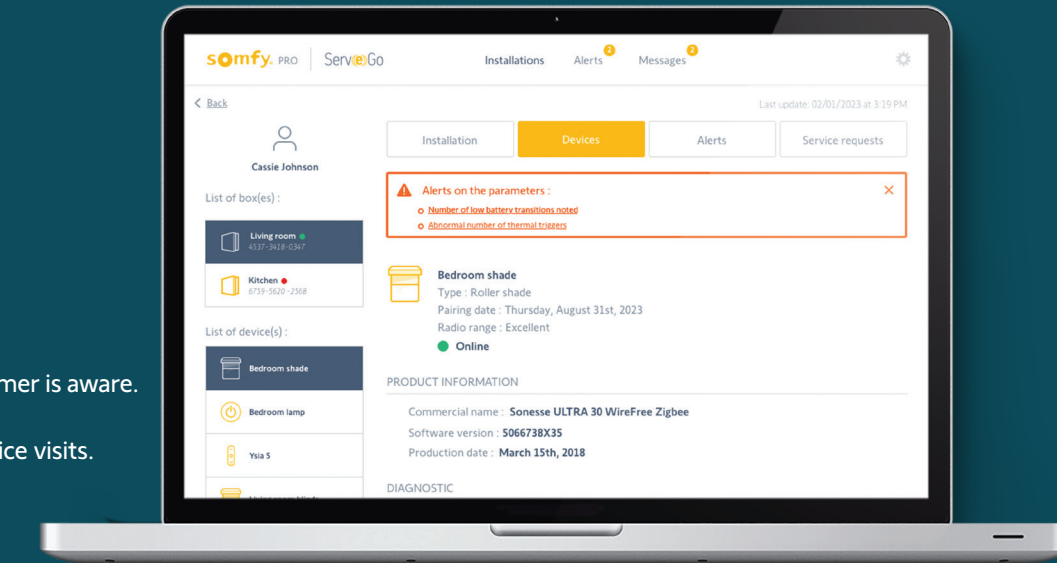 somfy. PRO | Serv(e)Go
Installations
Alerts 2
Messages 2
< Back
Last update: 02/01/2023 at 3:19 PM
Cassie Johnson
List of box(es) :
Living room
4537-3418-0347
Kitchen
6759-5620-2568
List of device(s) :
Bedroom shade
Bedroom lamp
Ysia 5
Installation
Devices
Alerts
Service requests
Alerts on the parameters :
Number of low battery transitions noted
Abnormal number of thermal triggers
Bedroom shade
Type : Roller shade
Pairing date : Thursday, August 31st, 2023
Radio range : Excellent
Online
PRODUCT INFORMATION
Commercial name : Sonesse ULTRA 30 WireFree Zigbee
Software version : 5066738X35
Production date : March 15th, 2018
DIAGNOSTIC
mer is aware.
ice visits.